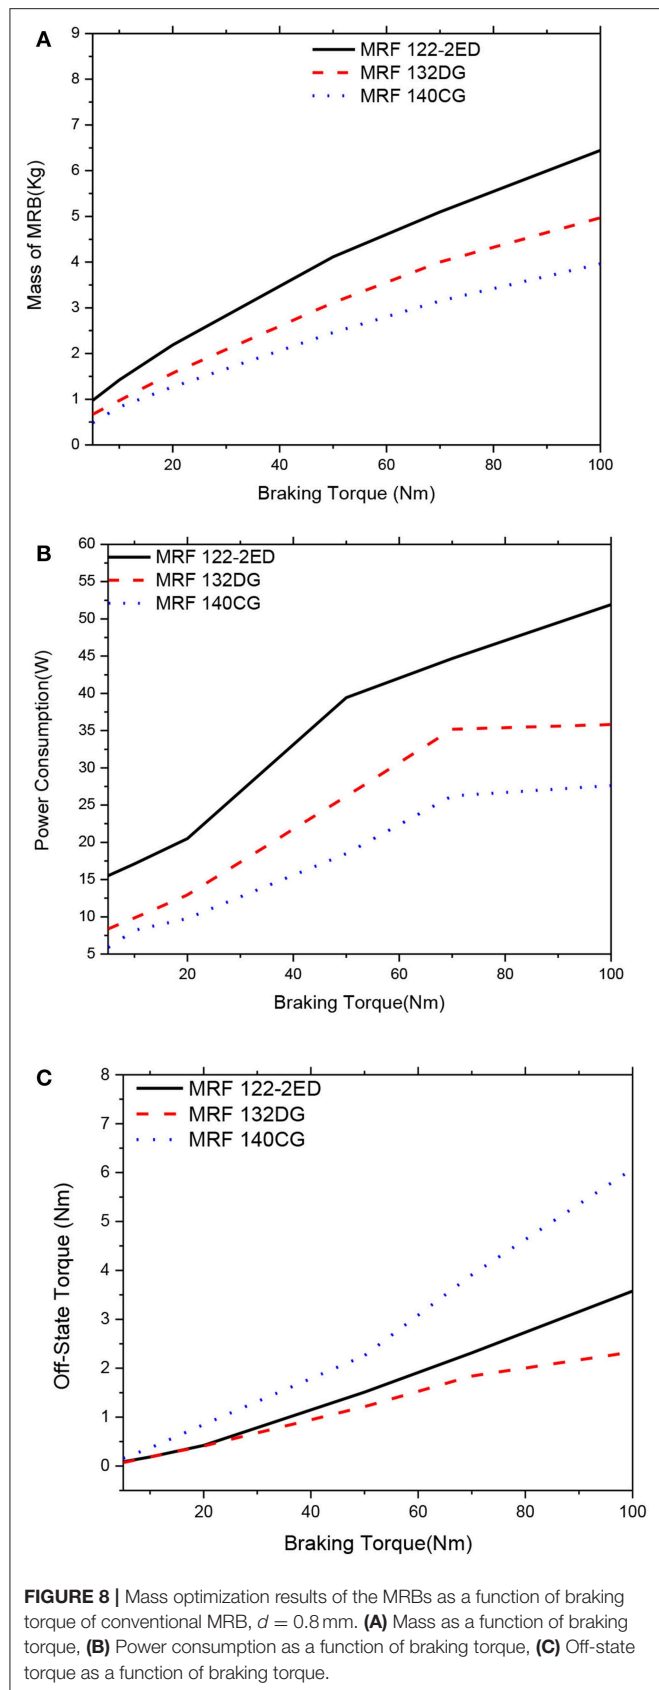 A
MRF 122-2ED
MRF 132DG
MRF 140CG
9
8
7
6
5
4
3
2
1
0
Mass of MRB(Kg)
20 40 60 80 100
Braking Torque (Nm)
B
MRF 122-2ED
MRF 132DG
MRF 140CG
60
55
50
45
40
35
30
25
20
15
10
5
Power Consumption(W)
20 40 60 80 100
Braking Torque(Nm)
C
MRF 122-2ED
MRF 132DG
MRF 140CG
8
7
6
5
4
3
2
1
0
Off-State Torque (Nm)
20 40 60 80 100
Braking Torque(Nm)
FIGURE 8 | Mass optimization results of the MRBs as a function of braking
torque of conventional MRB, d = 0.8 mm. (A) Mass as a function of braking
torque, (B) Power consumption as a function of braking torque, (C) Off-state
torque as a function of braking torque.